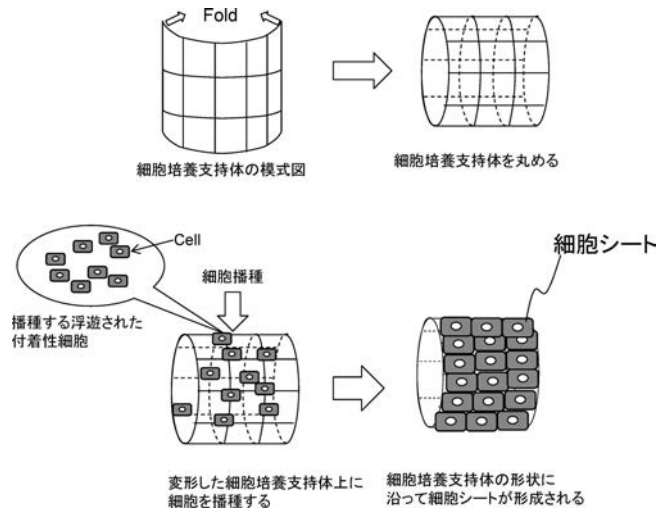 Fold
細胞培養支持体の模式図
細胞培養支持体を丸める
Cell
細胞播種
細胞シート
播種する浮遊された
付着性細胞
変形した細胞培養支持体上に
細胞を播種する
細胞培養支持体の形状に
沿って細胞シートが形成される